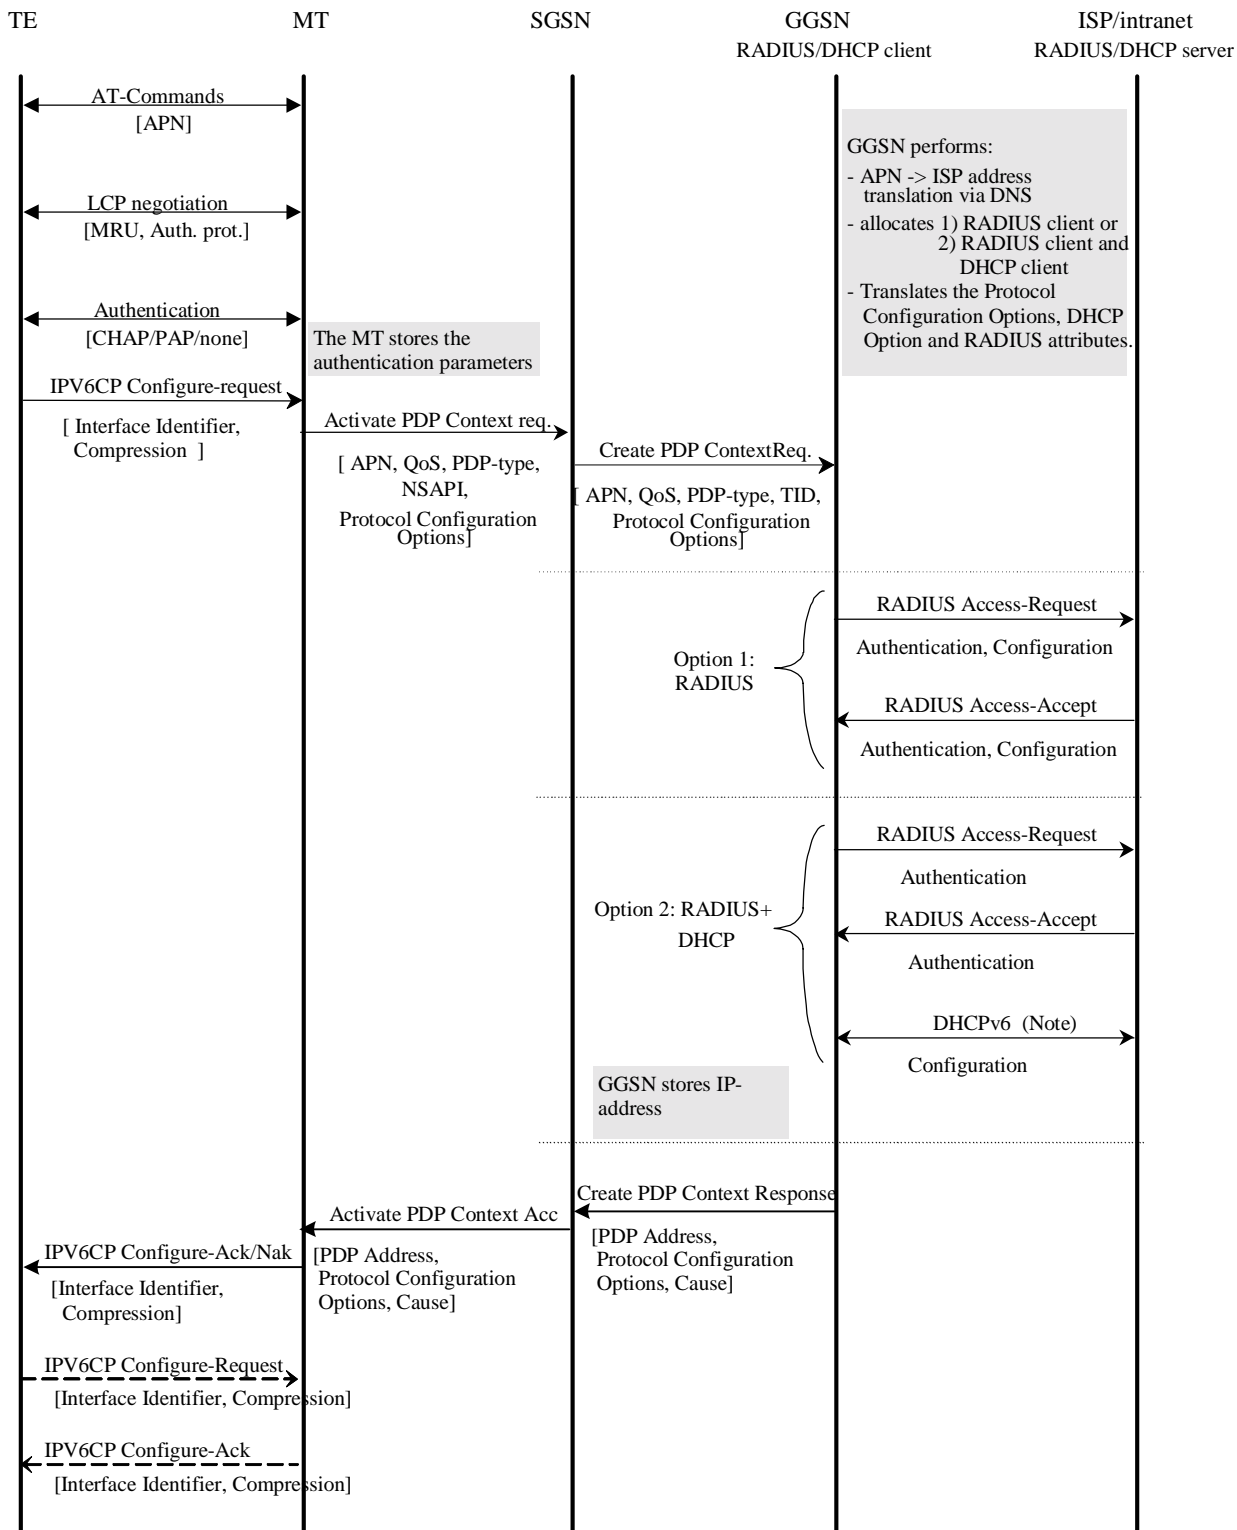 TE
MT
SGSN
GGSN
ISP/intranet
RADIUS/DHCP client
RADIUS/DHCP server
AT-Commands
[APN]
GGSN performs:
- APN -> ISP address
translation via DNS
- allocates 1) RADIUS client or
2) RADIUS client and
DHCP client
- Translates the Protocol
Configuration Options, DHCP
Option and RADIUS attributes.
LCP negotiation
[MRU, Auth. prot.]
Authentication
[CHAP/PAP/none]
The MT stores the
authentication parameters
IPV6CP Configure-request
[ Interface Identifier,
Compression ]
Activate PDP Context req.
[ APN, QoS, PDP-type,
NSAPI,
Protocol Configuration
Options]
Create PDP ContextReq.
[ APN, QoS, PDP-type, TID,
Protocol Configuration
Options]
RADIUS Access-Request
Authentication, Configuration
Option 1:
RADIUS
RADIUS Access-Accept
Authentication, Configuration
RADIUS Access-Request
Authentication
Option 2: RADIUS+
DHCP
RADIUS Access-Accept
Authentication
DHCPv6 (Note)
Configuration
GGSN stores IP-
address
Create PDP Context Response
[PDP Address,
Protocol Configuration
Options, Cause]
Activate PDP Context Acc
[PDP Address,
Protocol Configuration
Options, Cause]
IPV6CP Configure-Ack/Nak
[Interface Identifier,
Compression]
IPV6CP Configure-Request
[Interface Identifier, Compression]
IPV6CP Configure-Ack
[Interface Identifier, Compression]